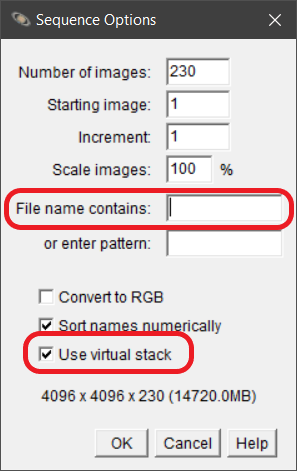 Sequence Options
Number of images: 230
Starting image: 1
Increment: 1
Scale images: 100 %
File name contains:
or enter pattern:
Convert to RGB
Sort names numerically
Use virtual stack
4096 x 4096 x 230 (14720.0MB)
OK Cancel Help